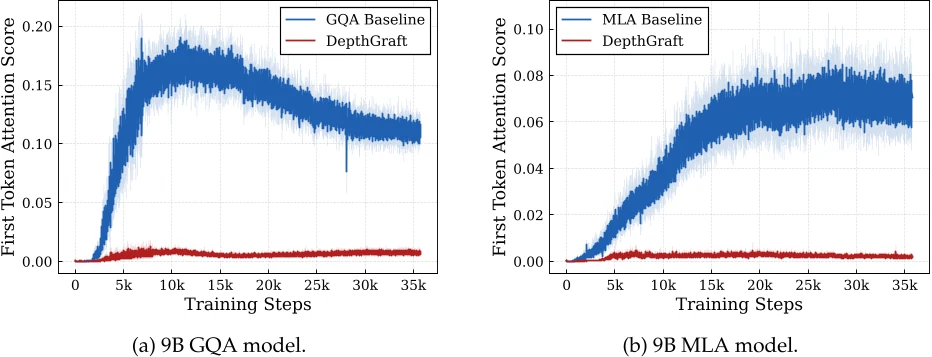 GQA Baseline
DepthGraft
First Token Attention Score
0.20
0.15
0.10
0.05
0.00
0 5k 10k 15k 20k 25k 30k 35k
Training Steps
(a) 9B GQA model.
MLA Baseline
DepthGraft
First Token Attention Score
0.10
0.08
0.06
0.04
0.02
0.00
0 5k 10k 15k 20k 25k 30k 35k
Training Steps
(b) 9B MLA model.